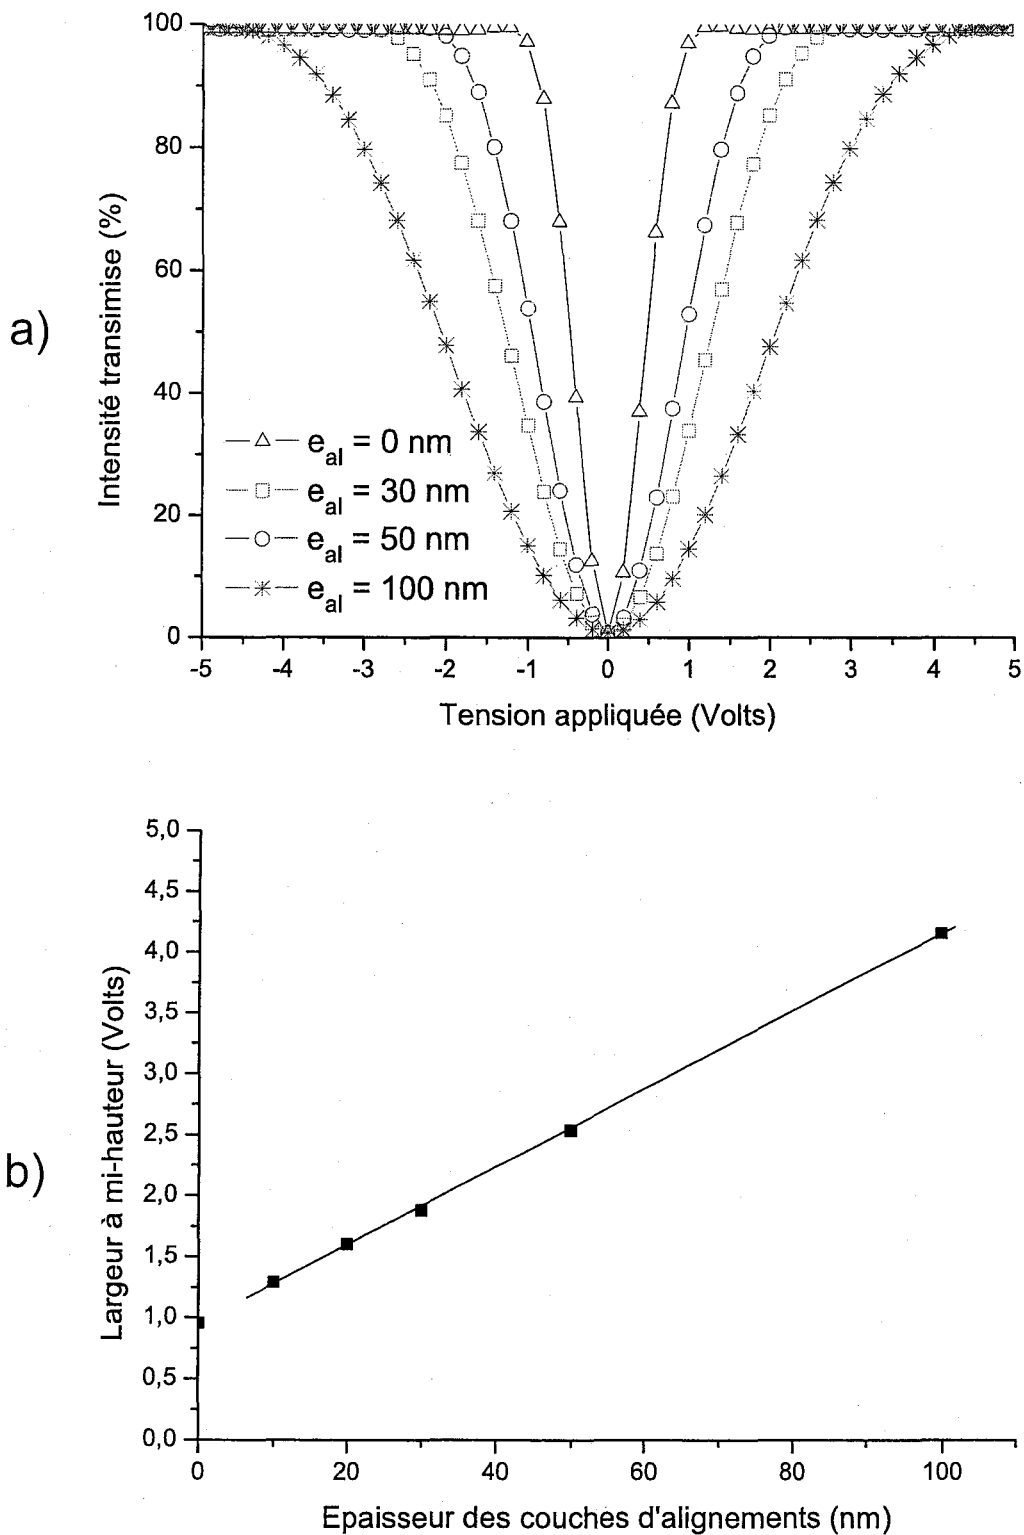 a)
Intensité transimise (%)
100
80
60
40
20
0
e_al = 0 nm
e_al = 30 nm
e_al = 50 nm
e_al = 100 nm
-5 -4 -3 -2 -1 0 1 2 3 4 5
Tension appliquée (Volts)
b)
Largeur à mi-hauteur (Volts)
5,0
4,5
4,0
3,5
3,0
2,5
2,0
1,5
1,0
0,5
0,0
0 20 40 60 80 100
Epaisseur des couches d'alignements (nm)